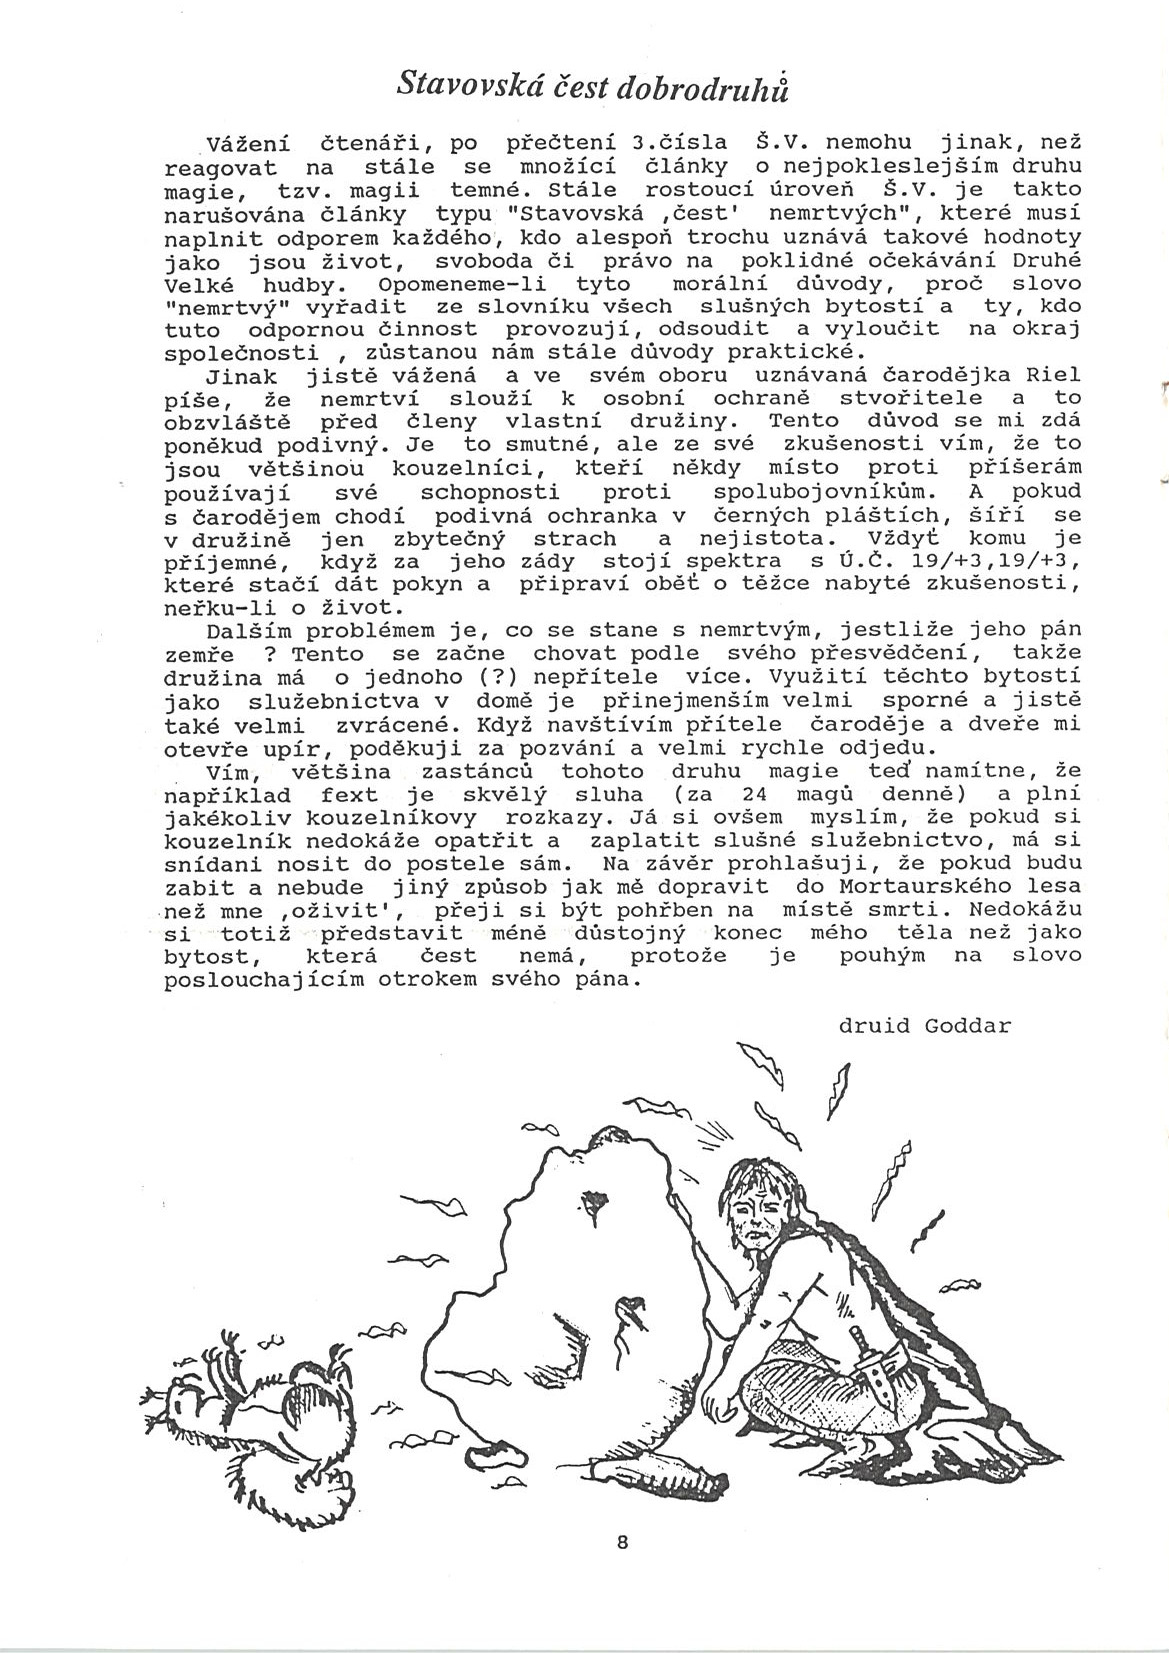 Stavovská čest dobrodruhů
Vážení čtenáři, po přečtení 3.čísla Š.V. nemohu jinak, než
reagovat na stále se množící články o nejpokleslejším druhu
magie, tzv. magii temné. Stále rostoucí úroveň Š.V. je takto
narušována články typu "Stavovská ,čest' nemrtvých", které musí
naplnit odporem každého, kdo alespoň trochu uznává takové hodnoty
jako jsou život, svoboda či právo na poklidné očekávání Druhé
Velké hudby. Opomeneme-li tyto morální důvody, proč slovo
"nemrtvý" vyřadit ze slovníku všech slušných bytostí a ty, kdo
tuto odpornou činnost provozují, odsoudit a vyloučit na okraj
společnosti , zůstanou nám stále důvody praktické.
Jinak jistě vážená a ve svém oboru uznávaná čarodějka Riel
píše, že nemrtví slouží k osobní ochraně stvořitele a to
obzvláště před členy vlastní družiny. Tento důvod se mi zdá
poněkud podivný. Je to smutné, ale ze své zkušenosti vím, že to
jsou většinou kouzelníci, kteří někdy místo proti příšerám
používají své schopnosti proti spolubojovníkům. A pokud
s čarodějem chodí podivná ochranka v černých pláštích, šíří se
v družině jen zbytečný strach a nejistota. Vždyť komu je
příjemné, když za jeho zády stojí spektra s Ú.Č. 19/+3,19/+3,
které stačí dát pokyn a připraví oběť o těžce nabyté zkušenosti,
neřku-li o život.
Dalším problémem je, co se stane s nemrtvým, jestliže jeho pán
zemře ? Tento se začne chovat podle svého přesvědčení, takže
družina má o jednoho (?) nepřítele více. Využití těchto bytostí
jako služebnictva v domě je přinejmenším velmi sporné a jistě
také velmi zvrácené. Když navštívím přítele čaroděje a dveře mi
otevře upír, poděkuji za pozvání a velmi rychle odjedu.
Vím, většina zastánců tohoto druhu magie teď namítne, že
například fext je skvělý sluha (za 24 magů denně) a plní
jakékoliv kouzelníkovy rozkazy. Já si ovšem myslím, že pokud si
kouzelník nedokáže opatřit a zaplatit slušné služebnictvo, má si
snídani nosit do postele sám. Na závěr prohlašuji, že pokud budu
zabit a nebude jiný způsob jak mě dopravit do Mortaurského lesa
než mne ,oživit', přeji si být pohřben na místě smrti. Nedokážu
si totiž představit méně důstojný konec mého těla než jako
bytost, která čest nemá, protože je pouhým na slovo
poslouchajícím otrokem svého pána.
druid Goddar
8